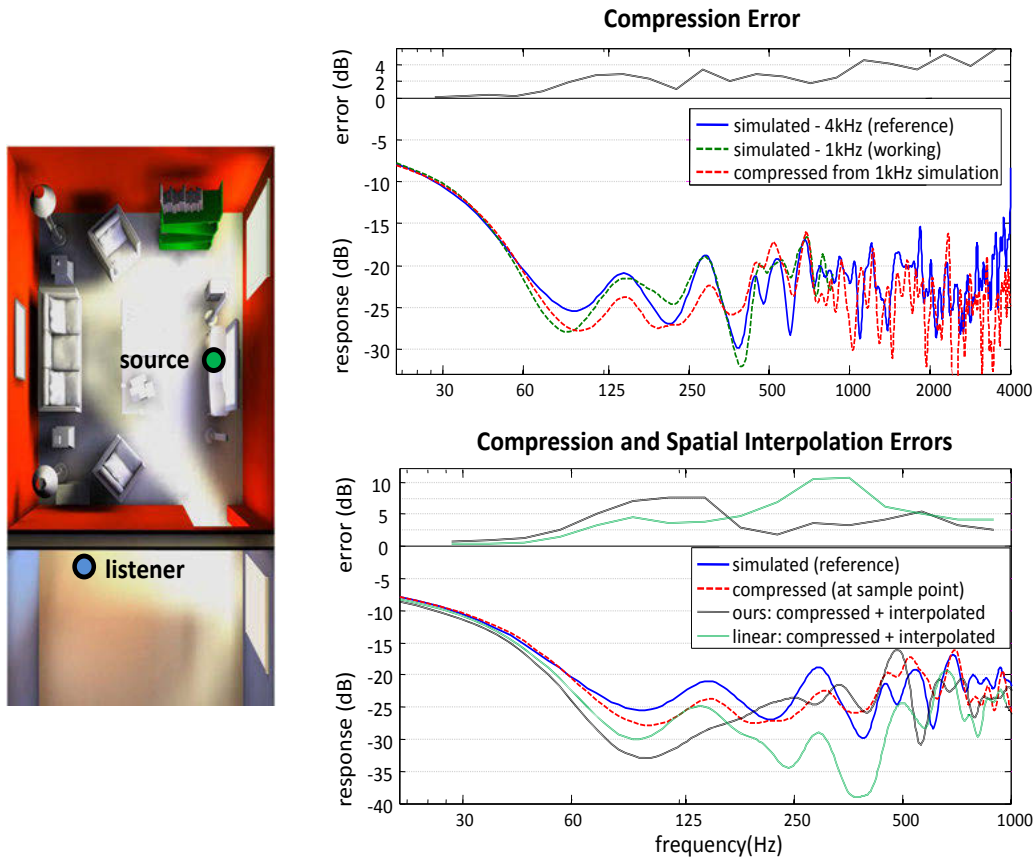 Compression Error
error (dB)
4
2
0
simulated - 4kHz (reference)
simulated - 1kHz (working)
compressed from 1kHz simulation
response (dB)
-5
-10
-15
-20
-25
-30
30 60 125 250 500 1000 2000 4000
source
listener
Compression and Spatial Interpolation Errors
error (dB)
10
5
0
simulated (reference)
compressed (at sample point)
ours: compressed + interpolated
linear: compressed + interpolated
response (dB)
-5
-10
-15
-20
-25
-30
-35
-40
30 60 125 250 500 1000
frequency(Hz)